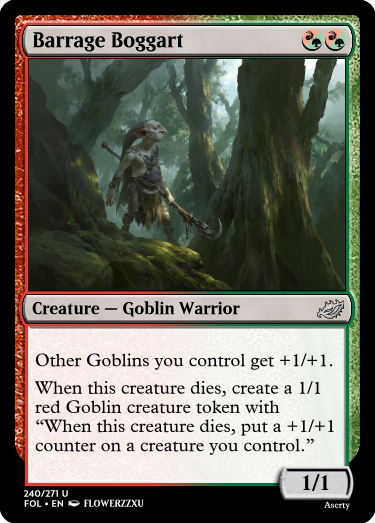 Barrage Boggart
Creature — Goblin Warrior
Other Goblins you control get +1/+1.
When this creature dies, create a 1/1
red Goblin creature token with
“When this creature dies, put a +1/+1
counter on a creature you control.”
1/1
240/271 U
FOL • EN FLOWERZZXU
Aserty